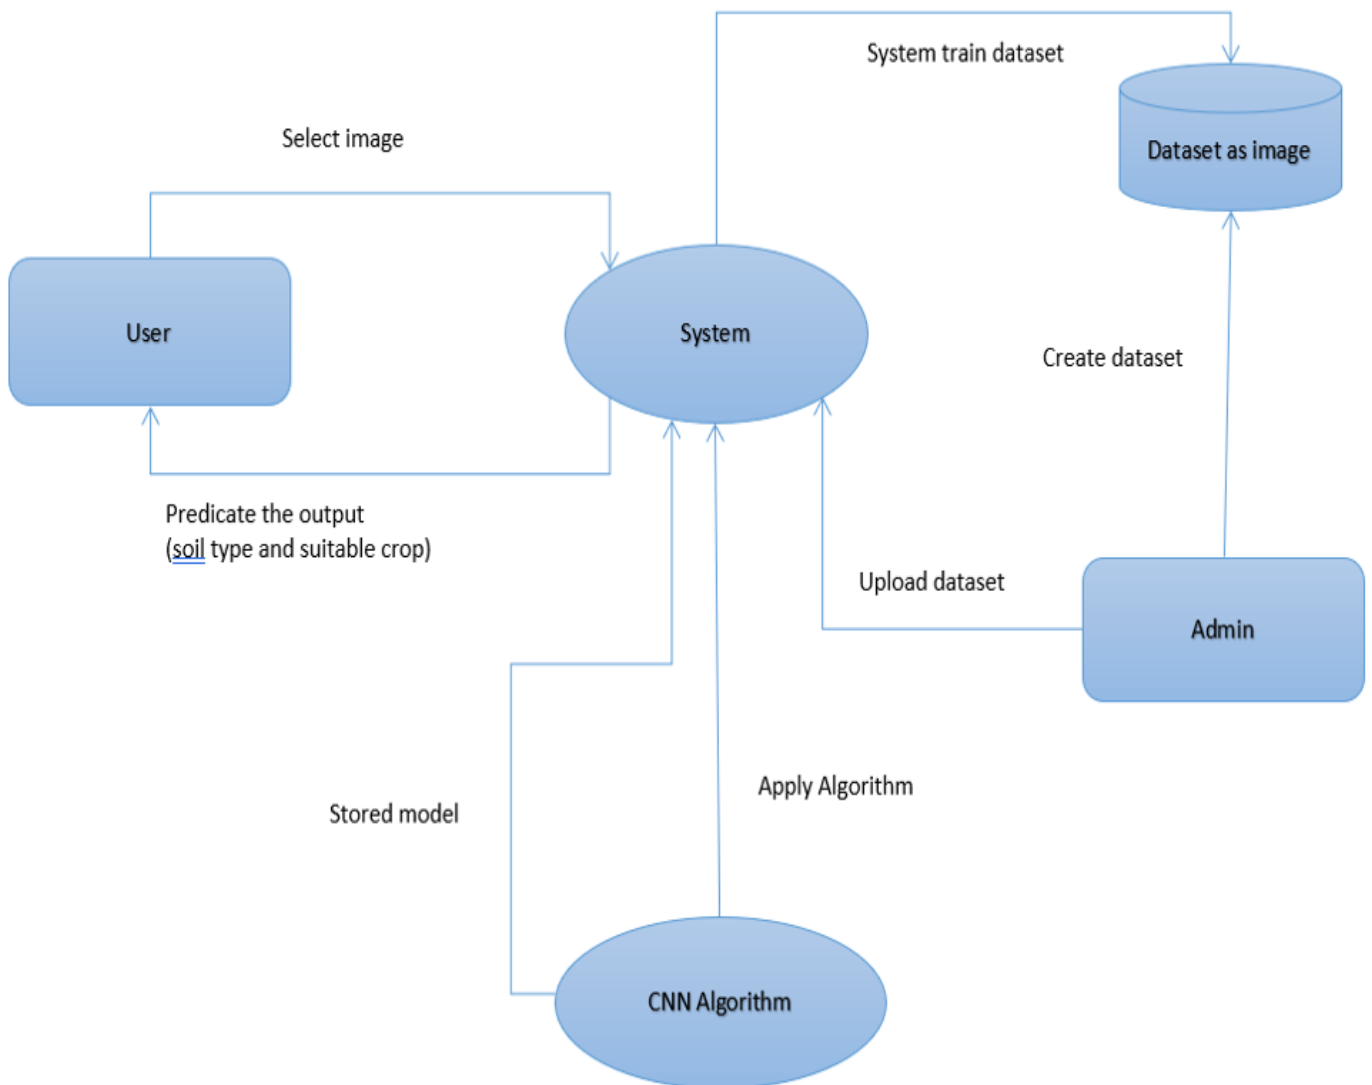 System train dataset
Select image
Dataset as image
User
System
Create dataset
Predicate the output
(soil type and suitable crop)
Upload dataset
Admin
Apply Algorithm
Stored model
CNN Algorithm